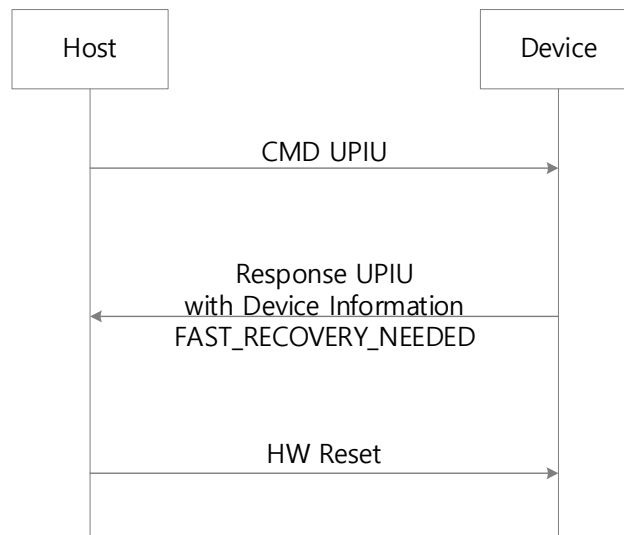 Host
Device
CMD UPIU
Response UPIU
with Device Information
FAST_RECOVERY_NEEDED
HW Reset